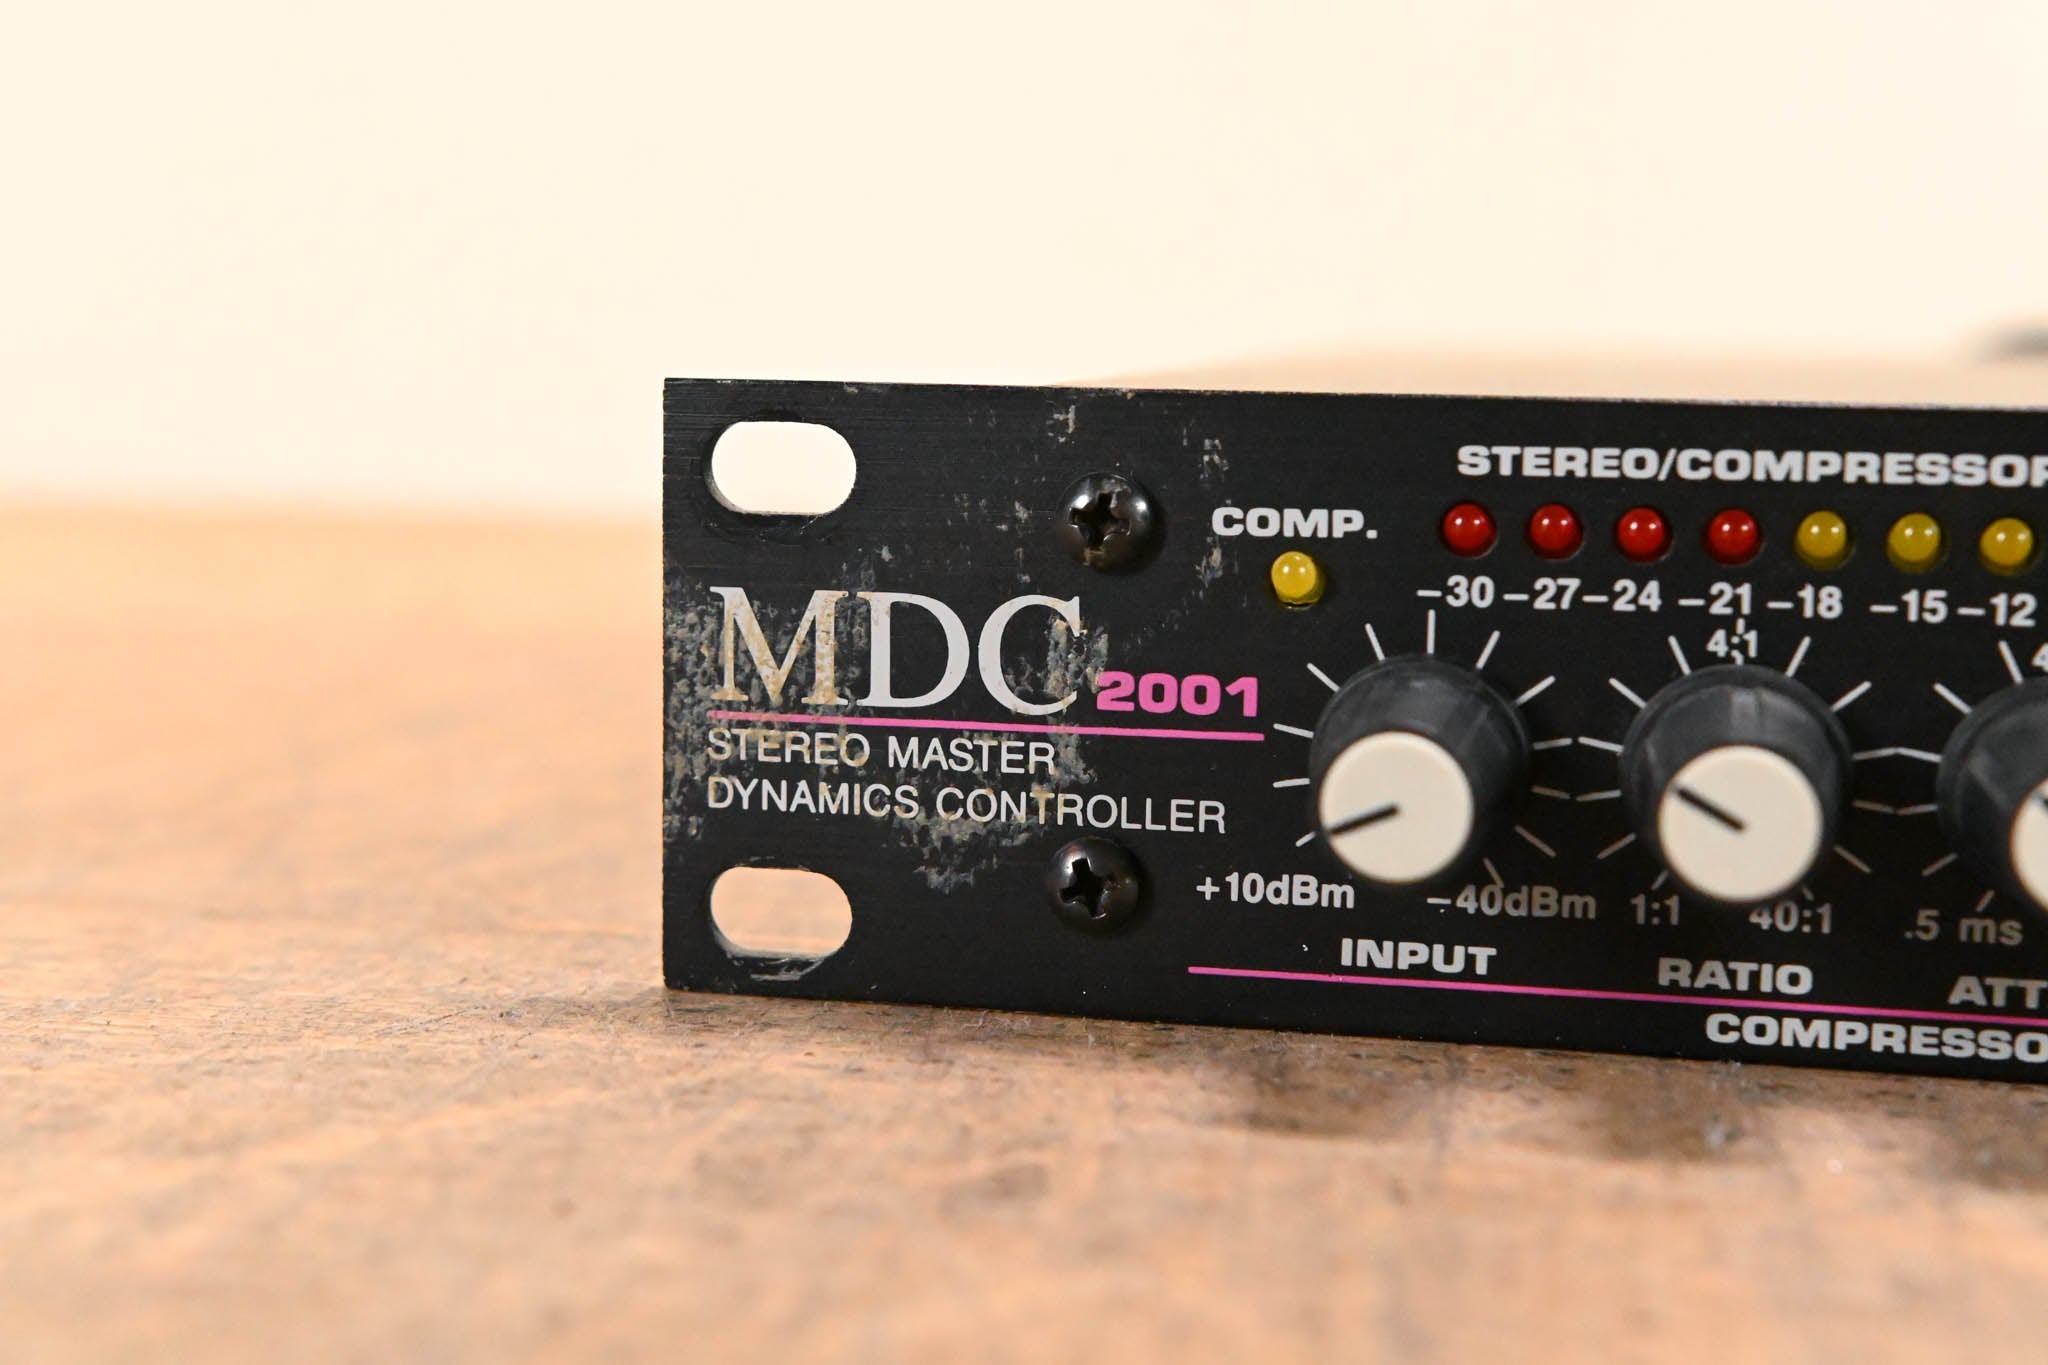 STEREO/COMPRESSOR
COMP.
-30 -27 -24 -21 -18 -15 -12
4:1
MDC 2001
STEREO MASTER
DYNAMICS CONTROLLER
+10dBm -40dBm 1:1 40:1 .5 ms
INPUT RATIO
COMPRESSO